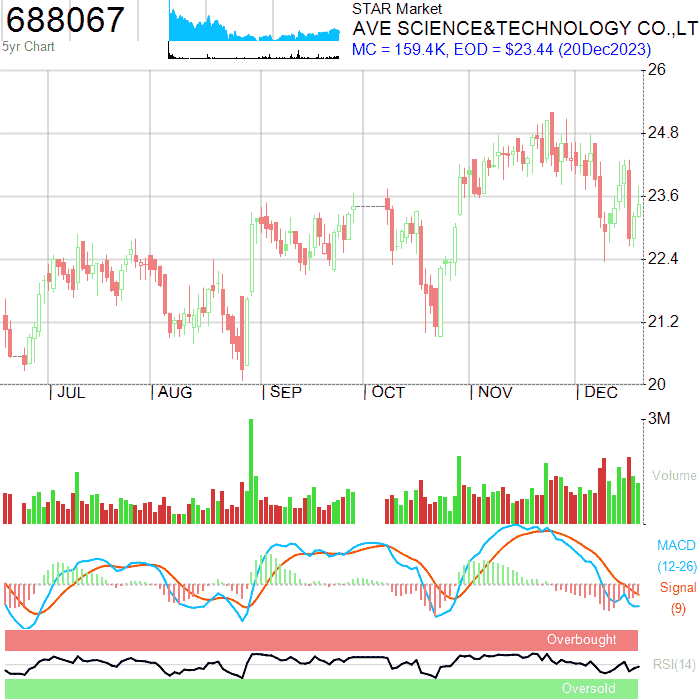 688067
5yr Chart
STAR Market
AVE SCIENCE&TECHNOLOGY CO.,LT
MC = 159.4K, EOD = $23.44 (20Dec2023)
26
24.8
23.6
22.4
21.2
20
JUL
AUG
SEP
OCT
NOV
DEC
3M
Volume
MACD
(12-26)
Signal
(9)
Overbought
RSI(14)
Oversold